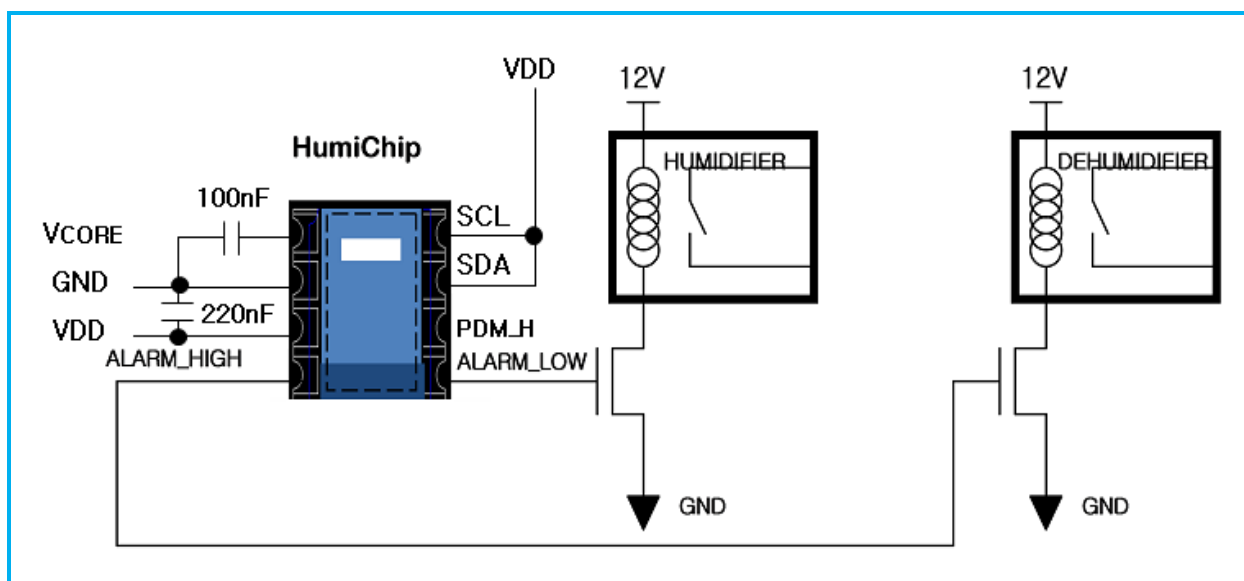 VDD
12V
12V
HumiChip
HUMIDIFIER
DEHUMIDIFIER
100nF
SCL
VCORE
SDA
GND
220nF
VDD
PDM_H
ALARM_HIGH
ALARM_LOW
GND
GND